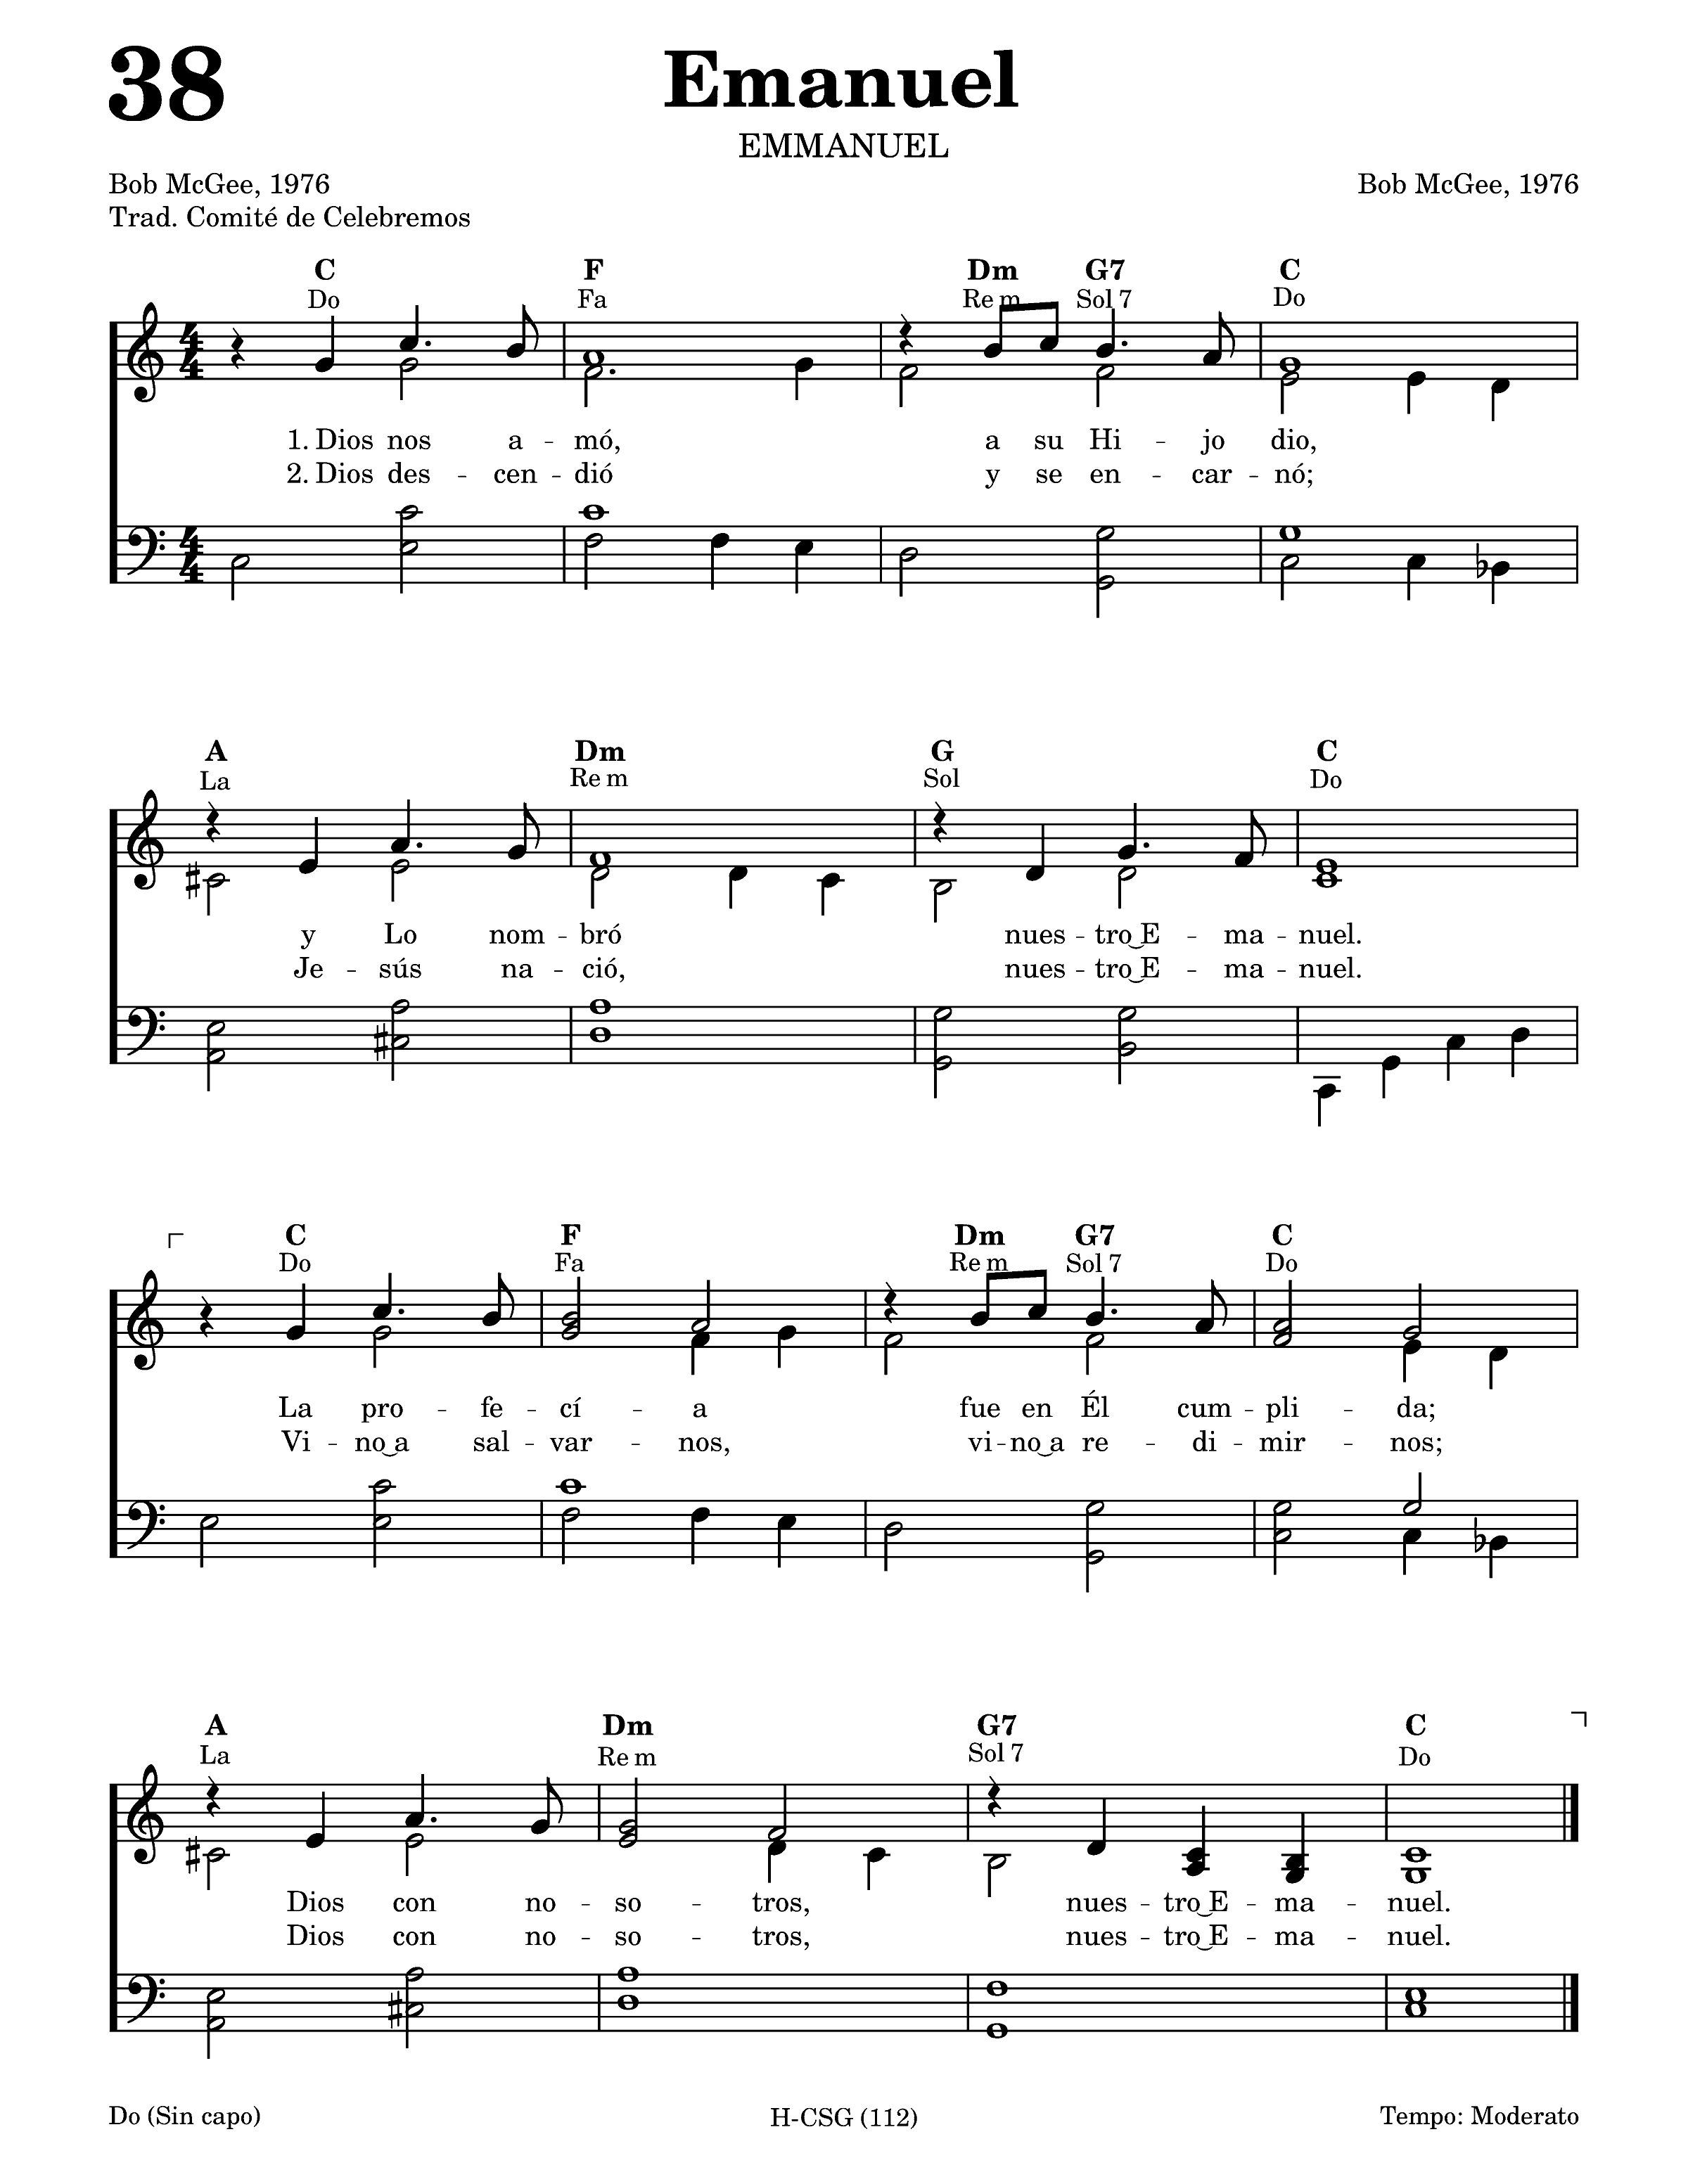 38
Emanuel
EMMANUEL
Bob McGee, 1976
Bob McGee, 1976
Trad. Comité de Celebremos
C F Dm G7 C
Do Fa Re m Sol 7 Do
1. Dios nos a - mó, a su Hi - jo dio,
2. Dios des - cen - dió y se en - car - nó;
A Dm G C
La Re m Sol Do
y Lo nom - bró nues - tro‿E - ma - nuel.
Je - sús na - ció, nues - tro‿E - ma - nuel.
C F Dm G7 C
Do Fa Re m Sol 7 Do
La pro - fe - cí - a fue en Él cum - pli - da;
Vi - no‿a sal - var - nos, vi - no‿a re - di - mir - nos;
A Dm G7 C
La Re m Sol 7 Do
Dios con no - so - tros, nues - tro‿E - ma - nuel.
Dios con no - so - tros, nues - tro‿E - ma - nuel.
Do (Sin capo)
H-CSG (112)
Tempo: Moderato